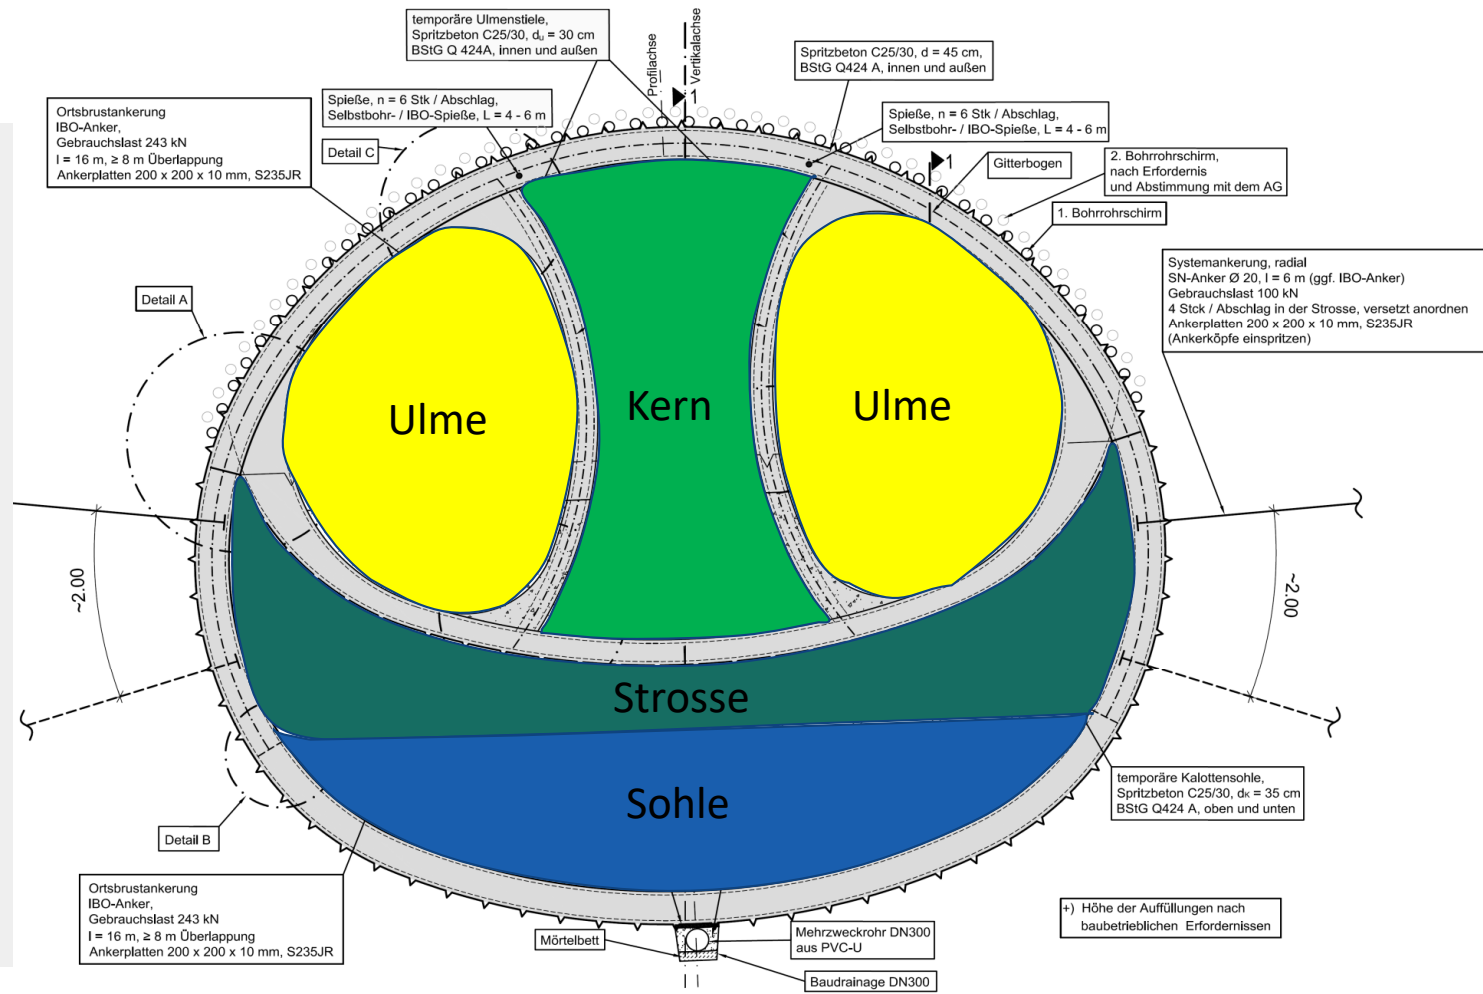 temporäre Ulmenstiele,
Spritzbeton C25/30, dᵤ = 30 cm
BStG Q 424A, innen und außen
Profilachse
Vertikalachse
1
Spritzbeton C25/30, d = 45 cm,
BStG Q424 A, innen und außen
Ortsbrustankerung
IBO-Anker,
Gebrauchslast 243 kN
l = 16 m, ≥ 8 m Überlappung
Ankerplatten 200 x 200 x 10 mm, S235JR
Spieße, n = 6 Stk / Abschlag,
Selbstbohr- / IBO-Spieße, L = 4 - 6 m
Spieße, n = 6 Stk / Abschlag,
Selbstbohr- / IBO-Spieße, L = 4 - 6 m
Detail C
1
Gitterbogen
2. Bohrrohrschirm,
nach Erfordernis
und Abstimmung mit dem AG
1. Bohrrohrschirm
Systemankerung, radial
SN-Anker Ø 20, l = 6 m (ggf. IBO-Anker)
Gebrauchslast 100 kN
4 Stck / Abschlag in der Strosse, versetzt anordnen
Ankerplatten 200 x 200 x 10 mm, S235JR
(Ankerköpfe einspritzen)
Detail A
Ulme
Kern
Ulme
~2.00
~2.00
Strosse
Sohle
temporäre Kalottensohle,
Spritzbeton C25/30, dₖ = 35 cm
BStG Q424 A, oben und unten
Detail B
Ortsbrustankerung
IBO-Anker,
Gebrauchslast 243 kN
l = 16 m, ≥ 8 m Überlappung
Ankerplatten 200 x 200 x 10 mm, S235JR
Mörtelbett
Mehrzweckrohr DN300
aus PVC-U
Baudrainage DN300
+) Höhe der Auffüllungen nach
baubetrieblichen Erfordernissen